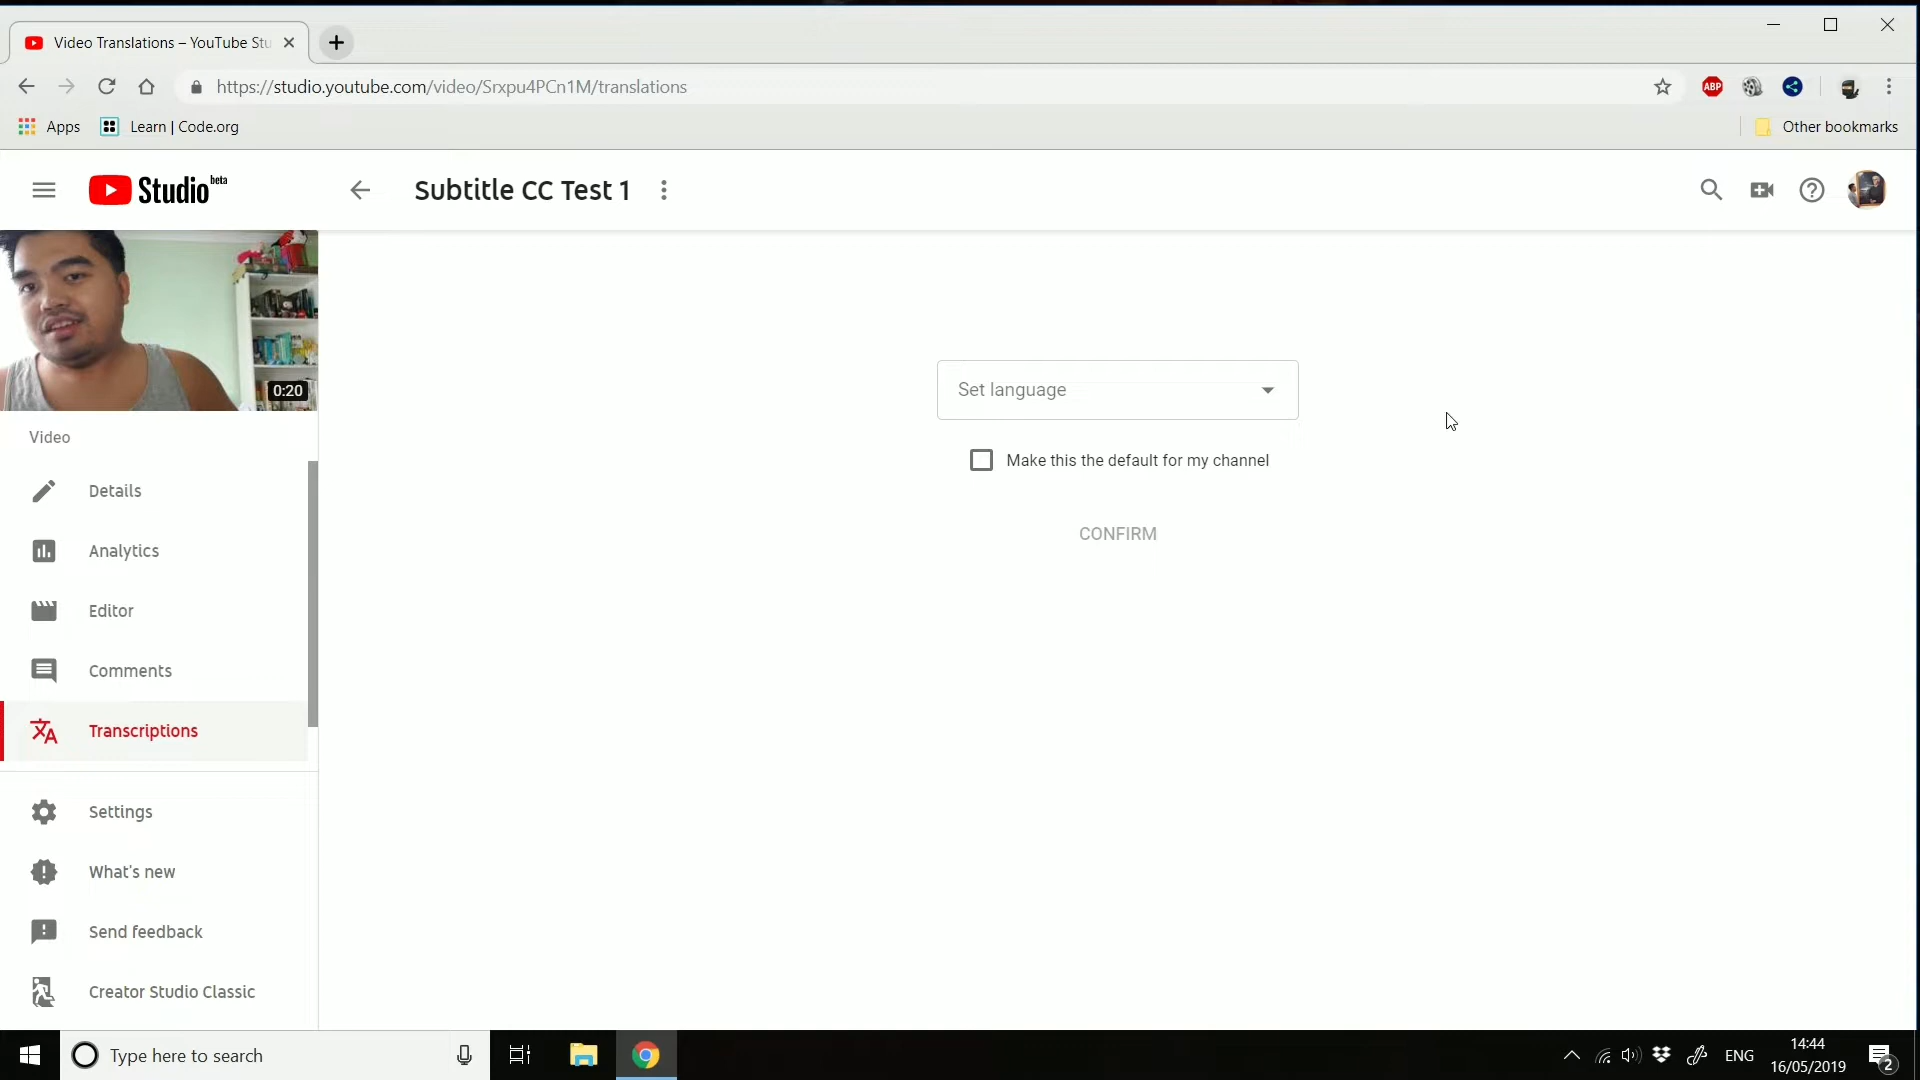 Video Translations – YouTube Stu
https://studio.youtube.com/video/Srxpu4PCn1M/translations
ABP
Apps
Learn | Code.org
Other bookmarks
Studio beta
Subtitle CC Test 1
0:20
Video
Set language
Make this the default for my channel
Details
CONFIRM
Analytics
Editor
Comments
Transcriptions
Settings
What's new
Send feedback
Creator Studio Classic
Type here to search
ENG
14:44
16/05/2019
2